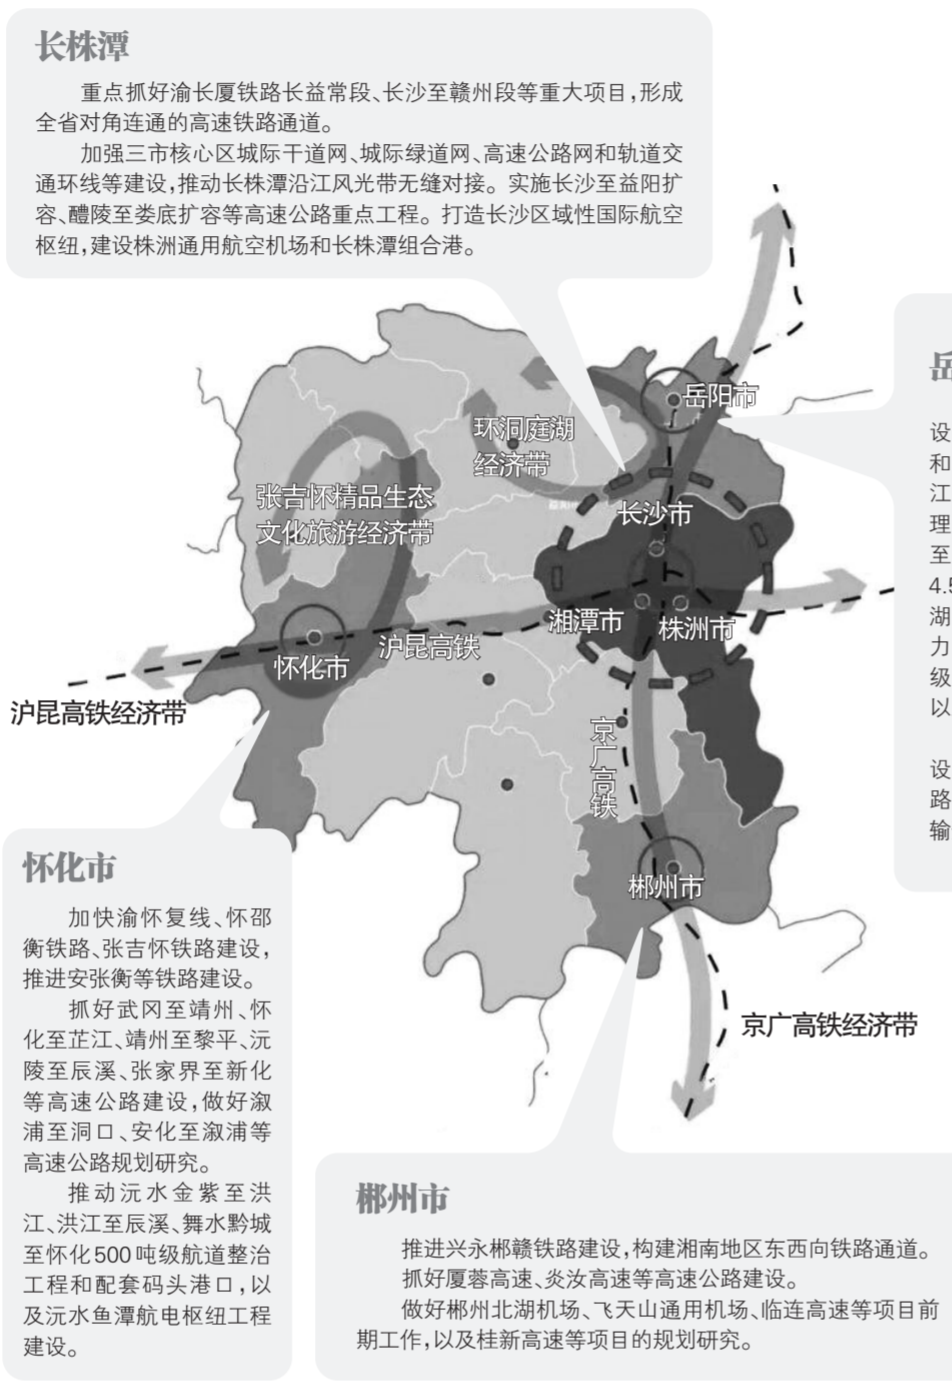 长株潭
重点抓好渝长厦铁路长益常段、长沙至赣州段等重大项目,形成
全省对角连通的高速铁路通道。
加强三市核心区城际干道网、城际绿道网、高速公路网和轨道交
通环线等建设,推动长株潭沿江风光带无缝对接。实施长沙至益阳扩
容、醴陵至娄底扩容等高速公路重点工程。打造长沙区域性国际航空
枢纽,建设株洲通用航空机场和长株潭组合港。
岳
设
和
江
理
至
4.5
湖
力
级
以
设
路
输
岳阳市
环洞庭湖
经济带
张吉怀精品生态
文化旅游经济带
长沙市
湘潭市
株洲市
沪昆高铁
怀化市
沪昆高铁经济带
京广高铁
郴州市
京广高铁经济带
怀化市
加快渝怀复线、怀邵
衡铁路、张吉怀铁路建设,
推进安张衡等铁路建设。
抓好武冈至靖州、怀
化至芷江、靖州至黎平、沅
陵至辰溪、张家界至新化
等高速公路建设,做好溆
浦至洞口、安化至溆浦等
高速公路规划研究。
推动沅水金紫至洪
江、洪江至辰溪、舞水黔城
至怀化500吨级航道整治
工程和配套码头港口,以
及沅水鱼潭航电枢纽工程
建设。
郴州市
推进兴永郴赣铁路建设,构建湘南地区东西向铁路通道。
抓好厦蓉高速、炎汝高速等高速公路建设。
做好郴州北湖机场、飞天山通用机场、临连高速等项目前
期工作,以及桂新高速等项目的规划研究。